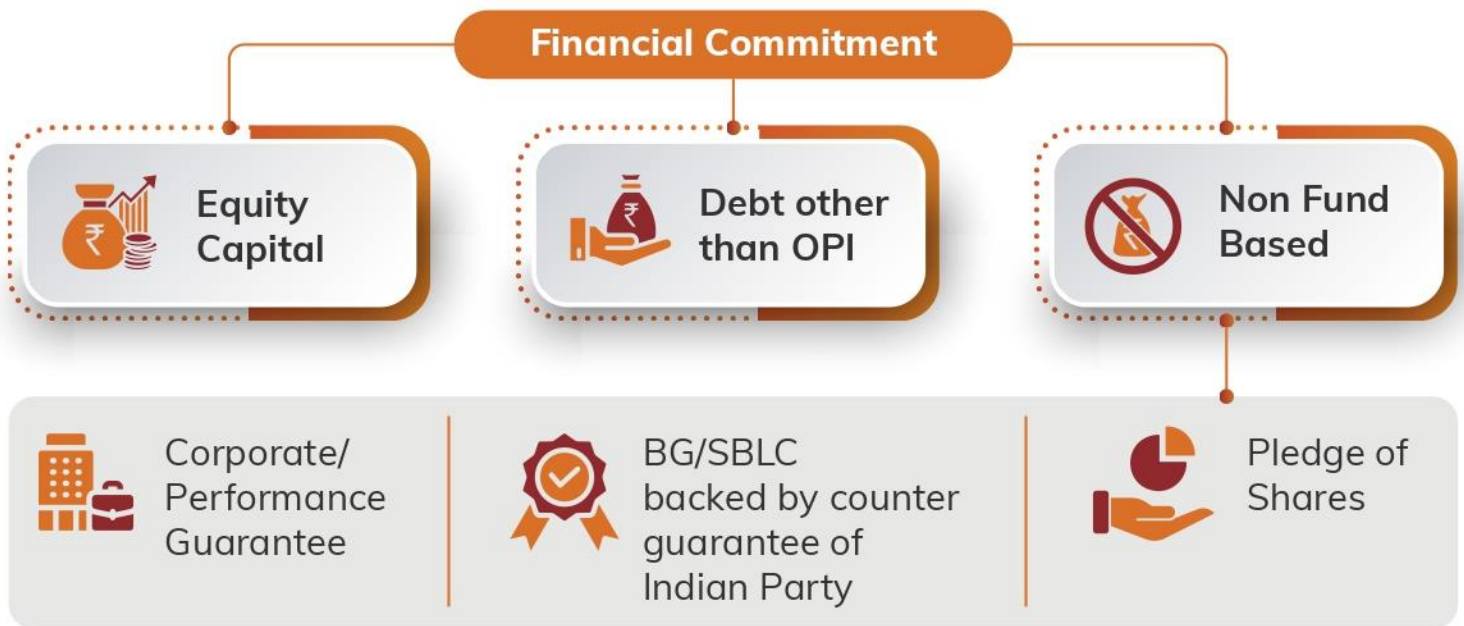 Financial Commitment
Equity
Capital
Debt other
than OPI
Non Fund
Based
Corporate/
Performance
Guarantee
BG/SBLC
backed by counter
guarantee of
Indian Party
Pledge of
Shares